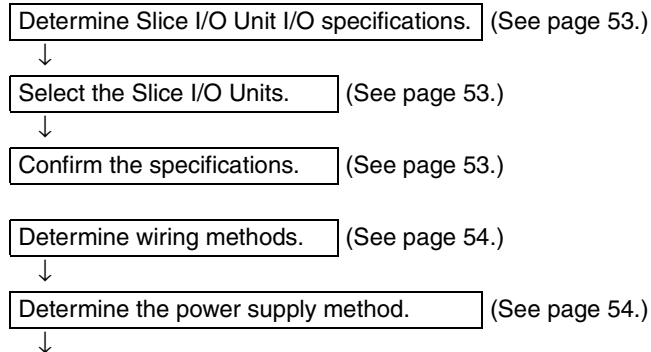 Determine Slice I/O Unit I/O specifications. (See page 53.)
↓
Select the Slice I/O Units. (See page 53.)
↓
Confirm the specifications. (See page 53.)
Determine wiring methods. (See page 54.)
↓
Determine the power supply method. (See page 54.)
↓